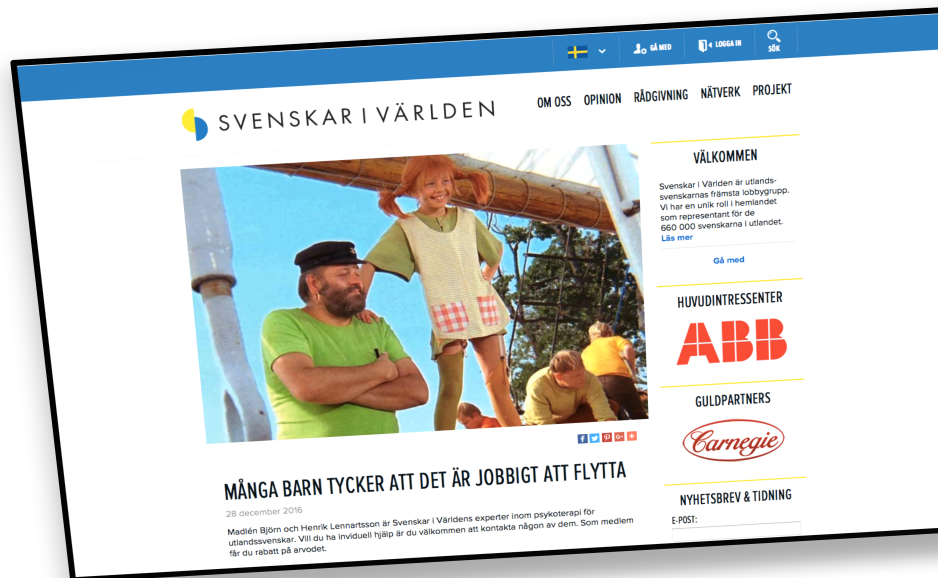 GÅ MED
LOGGA IN
SÖK
SVENSKAR I VÄRLDEN
OM OSS OPINION RÅDGIVNING NÄTVERK PROJEKT
MÅNGA BARN TYCKER ATT DET ÄR JOBBIGT ATT FLYTTA
28 december 2016
Madlén Björn och Henrik Lennartsson är Svenskar i Världens experter inom psykoterapi för
utlandssvenskar. Vill du ha inviduell hjälp är du välkommen att kontakta någon av dem. Som medlem
får du rabatt på arvodet.
VÄLKOMMEN
Svenskar i Världen är utlands-
svenskarnas främsta lobbygrupp.
Vi har en unik roll i hemlandet
som representant för de
660 000 svenskarna i utlandet.
Läs mer
Gå med
HUVUDINTRESSENTER
ABB
GULDPARTNERS
Carnegie
NYHETSBREV & TIDNING
E-POST: